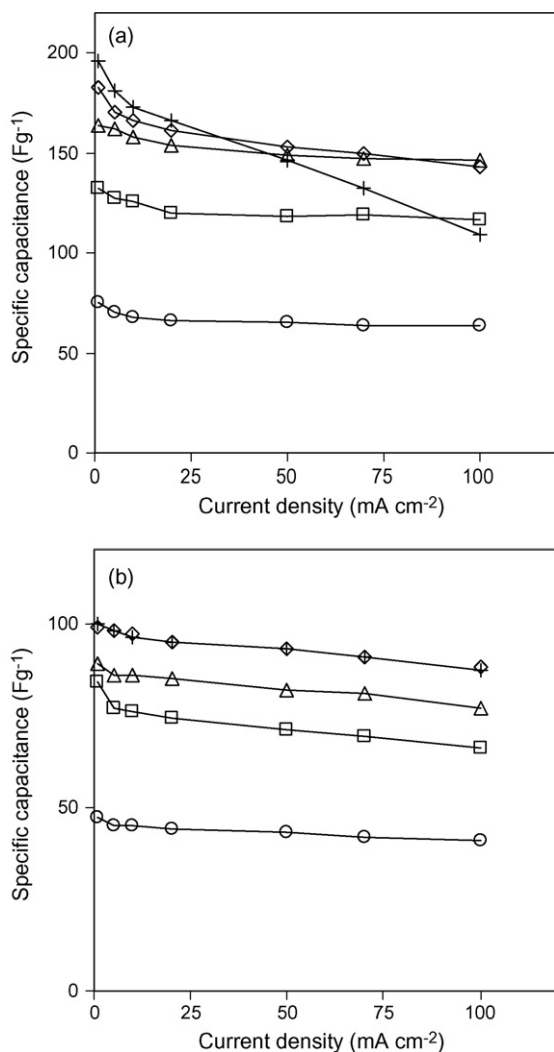 (a)
200
150
100
50
0
Specific capacitance (Fg-1)
0 25 50 75 100
Current density (mA cm-2)
(b)
100
50
0
Specific capacitance (Fg-1)
0 25 50 75 100
Current density (mA cm-2)